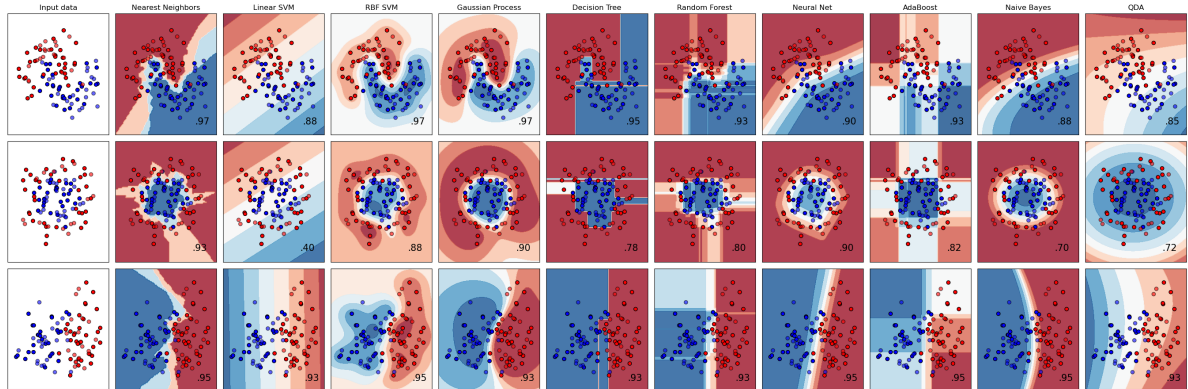 Input data Nearest Neighbors Linear SVM RBF SVM Gaussian Process Decision Tree Random Forest Neural Net AdaBoost Naive Bayes QDA
.97 .88 .97 .97 .95 .93 .90 .93 .88 .85
.93 .40 .88 .90 .78 .80 .90 .82 .70 .72
.95 .93 .95 .93 .95 .93 .95 .95 .95 .93